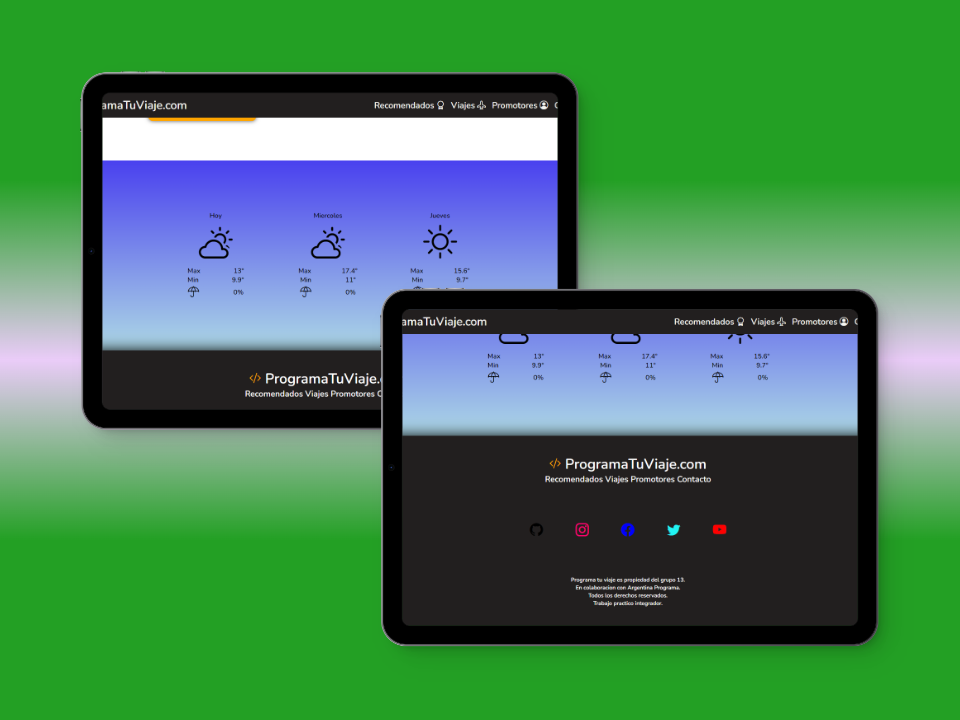 amaTuViaje.com Recomendados Viajes Promotores
Hoy Miercoles Jueves
Max 13° Max 17.4° Max 15.6°
Min 9.9° Min 11° Min 9.7°
0% 0%
</> ProgramaTuViaje.
Recomendados Viajes Promotores C
amaTuViaje.com Recomendados Viajes Promotores
Max 13° Max 17.4° Max 15.6°
Min 9.9° Min 11° Min 9.7°
0% 0% 0%
</> ProgramaTuViaje.com
Recomendados Viajes Promotores Contacto
Programa tu viaje es propiedad del grupo 13.
En colaboracion con Argentina Programa.
Todos los derechos reservados.
Trabajo practico integrador.